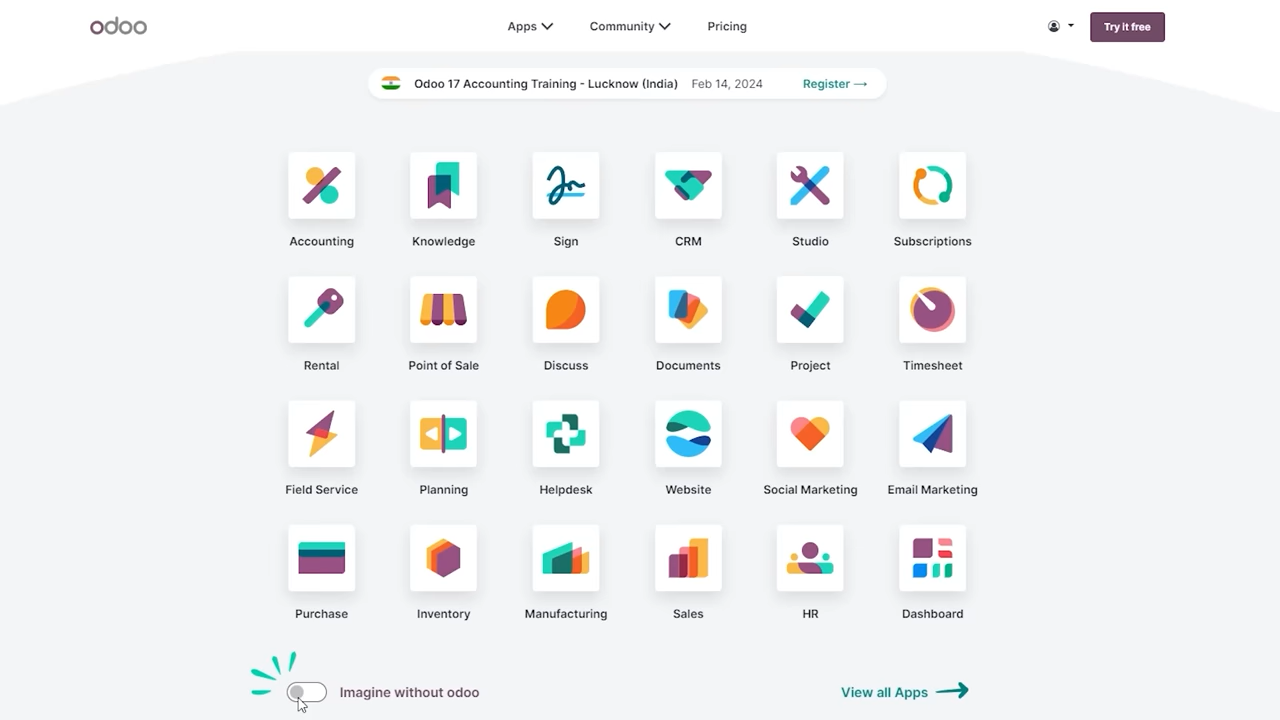 odoo Apps Community Pricing Try it free
Odoo 17 Accounting Training - Lucknow (India) Feb 14, 2024 Register →
Accounting Knowledge Sign CRM Studio Subscriptions
Rental Point of Sale Discuss Documents Project Timesheet
Field Service Planning Helpdesk Website Social Marketing Email Marketing
Purchase Inventory Manufacturing Sales HR Dashboard
Imagine without odoo View all Apps